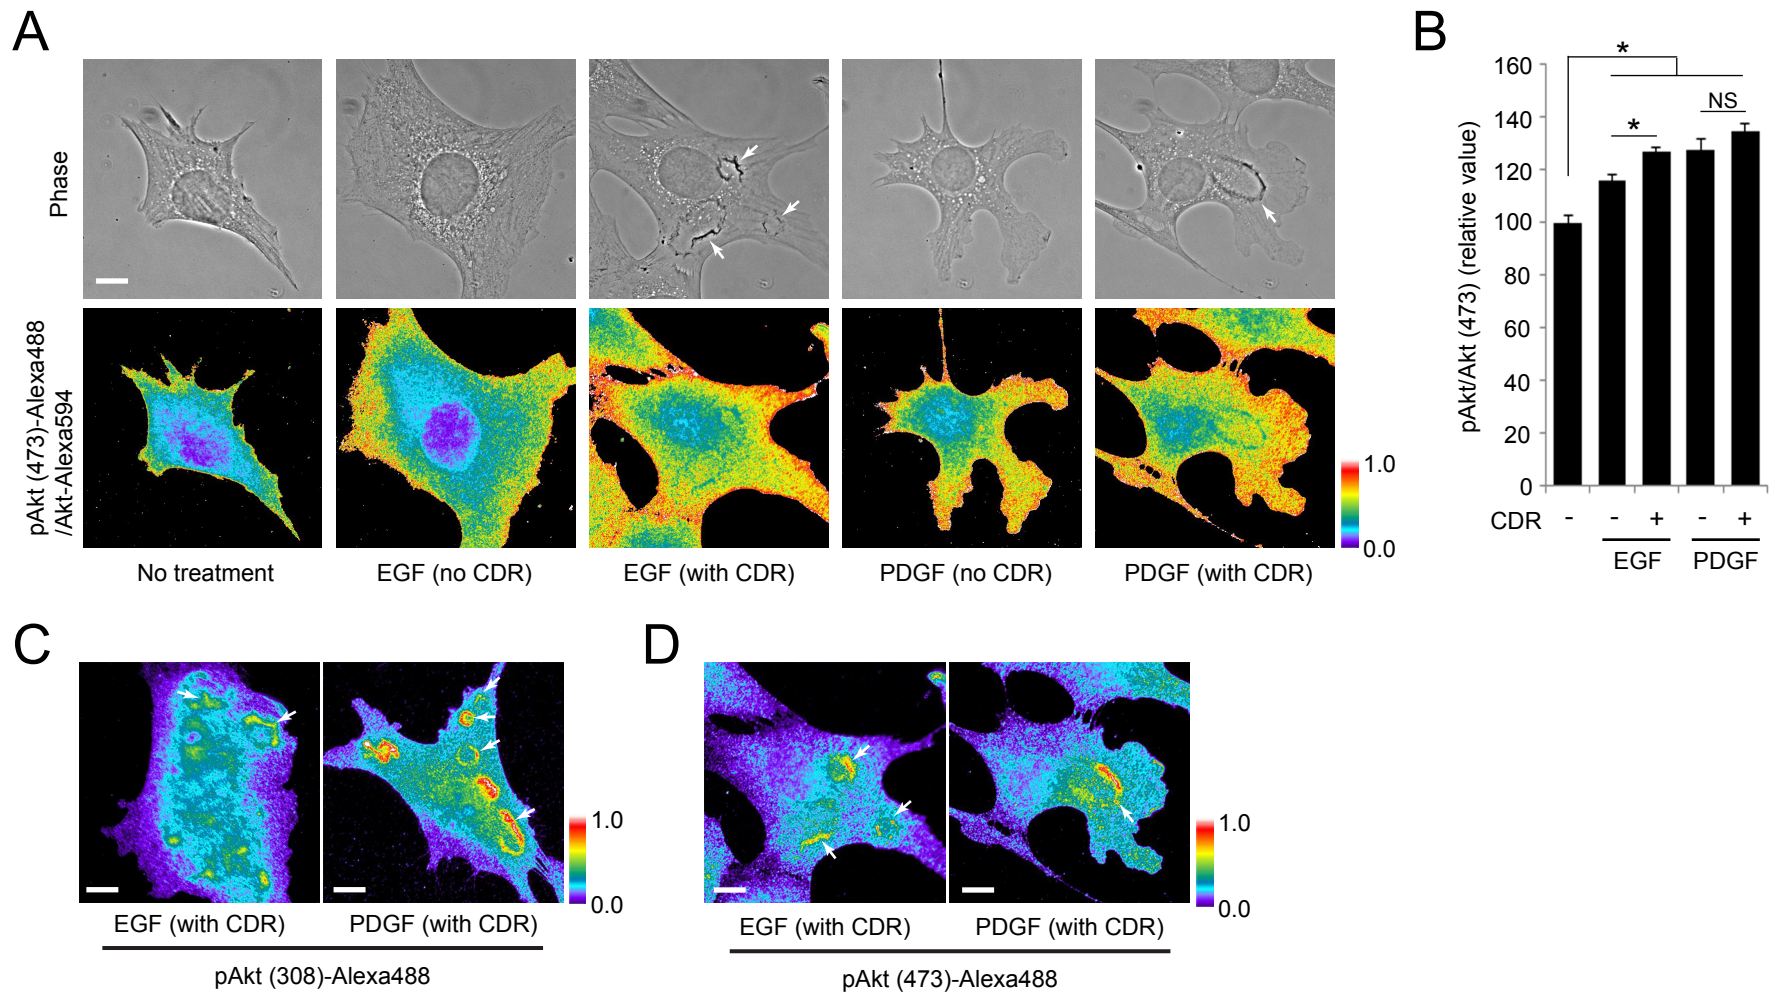 A
Phase
pAkt (473)-Alexa488
/Akt-Alexa594
1.0
0.0
No treatment
EGF (no CDR)
EGF (with CDR)
PDGF (no CDR)
PDGF (with CDR)
B
pAkt/Akt (473) (relative value)
160
140
120
100
80
60
40
20
0
*
*
NS
CDR - - + - +
EGF PDGF
C
1.0
0.0
EGF (with CDR)
PDGF (with CDR)
pAkt (308)-Alexa488
D
1.0
0.0
EGF (with CDR)
PDGF (with CDR)
pAkt (473)-Alexa488